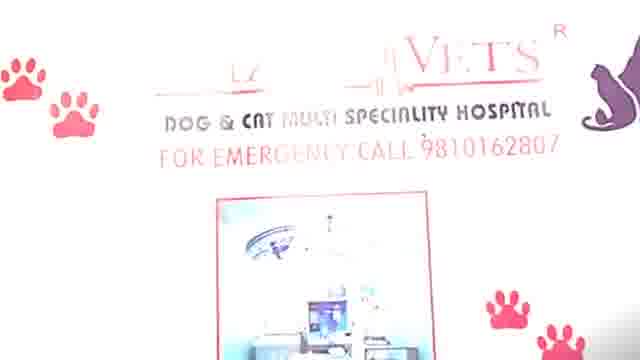 VETS R
DOG & CAT MULTI SPECIALITY HOSPITAL
FOR EMERGENCY CALL 9810162807